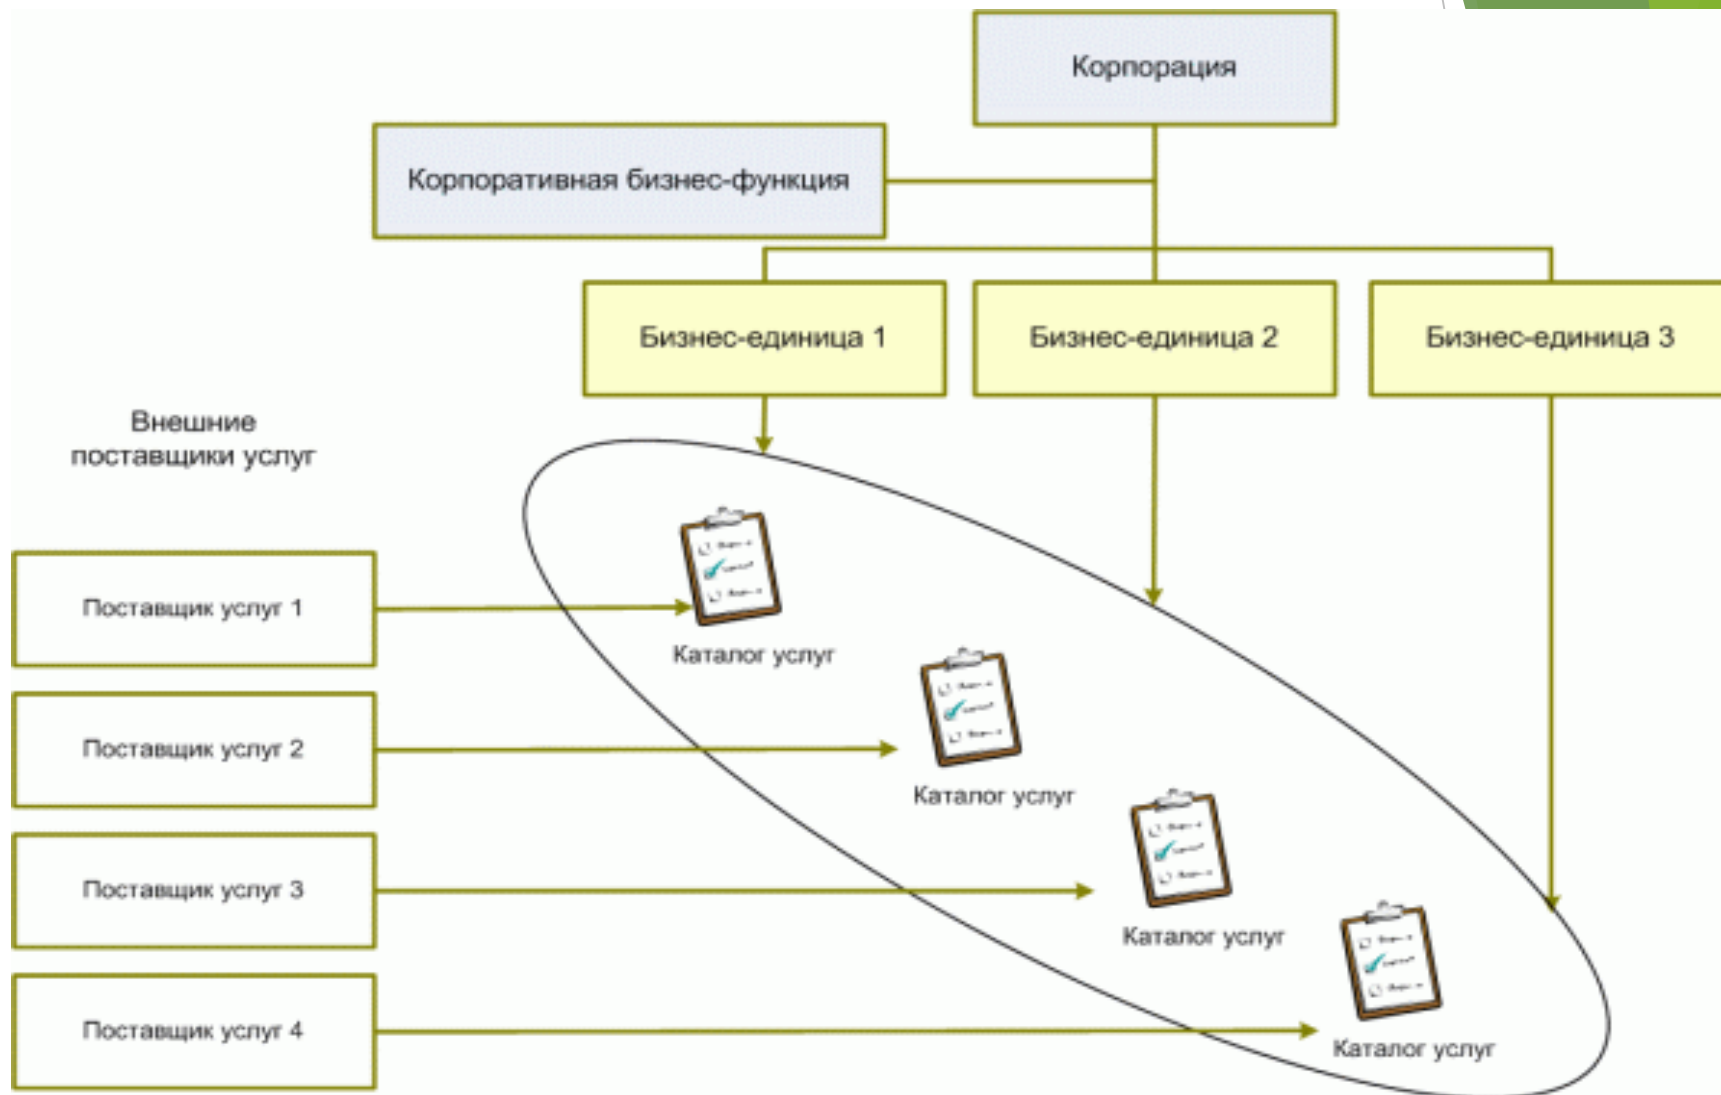 Корпорация
Корпоративная бизнес-функция
Бизнес-единица 1
Бизнес-единица 2
Бизнес-единица 3
Внешние
поставщики услуг
Поставщик услуг 1
Каталог услуг
Поставщик услуг 2
Каталог услуг
Поставщик услуг 3
Каталог услуг
Поставщик услуг 4
Каталог услуг